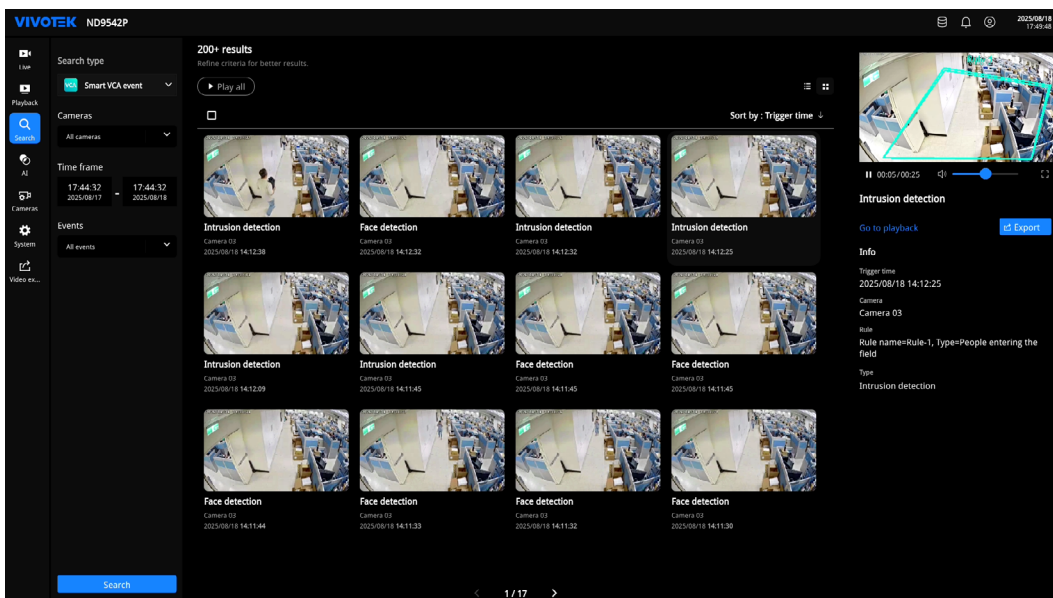 VIVOTEK ND9542P
2025/08/18
17:49:48
Live
Playback
Search
AI
Cameras
System
Video ex...
Search type
VCA Smart VCA event
Cameras
All cameras
Time frame
17:44:32 - 17:44:32
2025/08/17 2025/08/18
Events
All events
Search
200+ results
Refine criteria for better results.
Play all
Sort by : Trigger time ↓
Intrusion detection
Camera 03
2025/08/18 14:12:38
Face detection
Camera 03
2025/08/18 14:12:32
Intrusion detection
Camera 03
2025/08/18 14:12:32
Intrusion detection
Camera 03
2025/08/18 14:12:25
Intrusion detection
Camera 03
2025/08/18 14:12:09
Intrusion detection
Camera 03
2025/08/18 14:11:45
Face detection
Camera 03
2025/08/18 14:11:45
Face detection
Camera 03
2025/08/18 14:11:45
Face detection
Camera 03
2025/08/18 14:11:44
Face detection
Camera 03
2025/08/18 14:11:33
Face detection
Camera 03
2025/08/18 14:11:32
Face detection
Camera 03
2025/08/18 14:11:30
1 / 17
00:05/00:25
Intrusion detection
Go to playback
Export
Info
Trigger time
2025/08/18 14:12:25
Camera
Camera 03
Rule
Rule name=Rule-1, Type=People entering the
field
Type
Intrusion detection